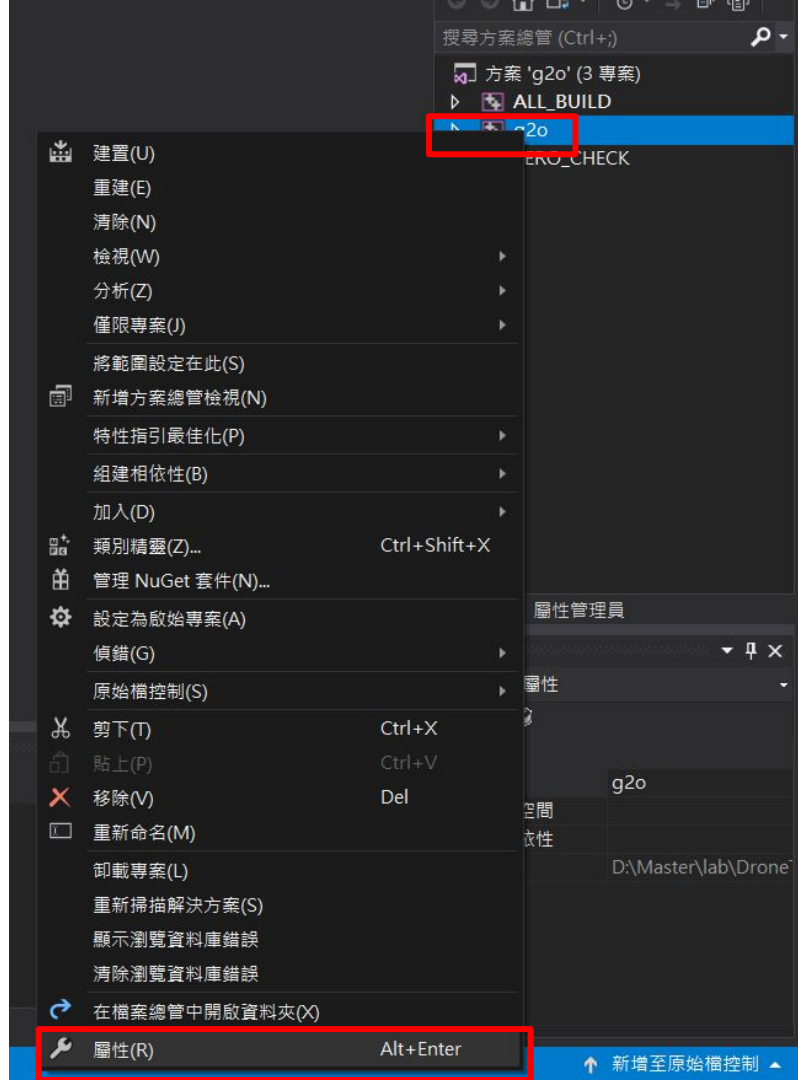 搜尋方案總管 (Ctrl+;)
方案 'g2o' (3 專案)
ALL_BUILD
g2o
ERO_CHECK
建置(U)
重建(E)
清除(N)
檢視(W)
分析(Z)
僅限專案(J)
將範圍設定在此(S)
新增方案總管檢視(N)
特性指引最佳化(P)
組建相依性(B)
加入(D)
類別精靈(Z)... Ctrl+Shift+X
管理 NuGet 套件(N)...
設定為啟始專案(A)
偵錯(G)
原始檔控制(S)
剪下(T) Ctrl+X
貼上(P) Ctrl+V
移除(V) Del
重新命名(M)
卸載專案(L)
重新掃描解決方案(S)
顯示瀏覽資料庫錯誤
清除瀏覽資料庫錯誤
在檔案總管中開啟資料夾(X)
屬性(R) Alt+Enter
屬性管理員
屬性
g2o
空間
依性
D:\Master\lab\Drone
新增至原始檔控制